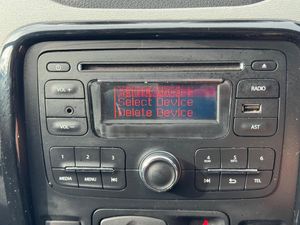 Select Device
Delete Device
VOL +
RADIO
VOL −
AST
1
2
3
4
5
6
MEDIA
MENU
TEL